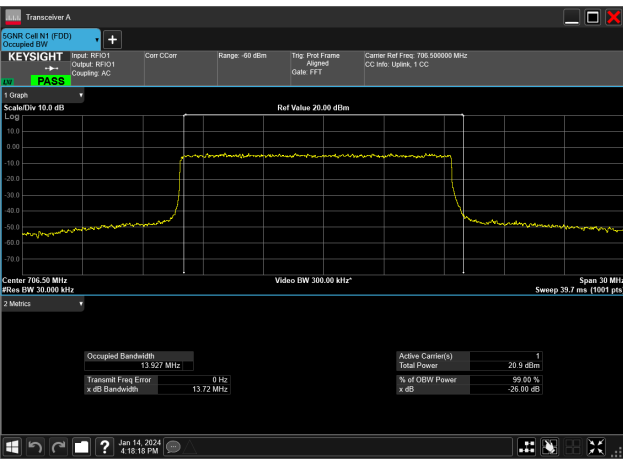 Transceiver A
5GNR Cell N1 (FDD)
Occupied BW
KEYSIGHT
LXI
PASS
Input: RFIO1
Output: RFIO1
Coupling: AC
Corr CCorr
Range: -60 dBm
Trig: Prot Frame
Aligned
Gate: FFT
Carrier Ref Freq: 706.500000 MHz
CC Info: Uplink, 1 CC
1 Graph
Scale/Div 10.0 dB
Ref Value 20.00 dBm
Log
10.0
0.00
-10.0
-20.0
-30.0
-40.0
-50.0
-60.0
-70.0
Center 706.50 MHz
Video BW 300.00 kHz*
Span 30 MHz
#Res BW 30.000 kHz
Sweep 39.7 ms (1001 pts
2 Metrics
Occupied Bandwidth
13.927 MHz
Transmit Freq Error 0 Hz
x dB Bandwidth 13.72 MHz
Active Carrier(s) 1
Total Power 20.9 dBm
% of OBW Power 99.00 %
x dB -26.00 dB
Jan 14, 2024
4:18:18 PM